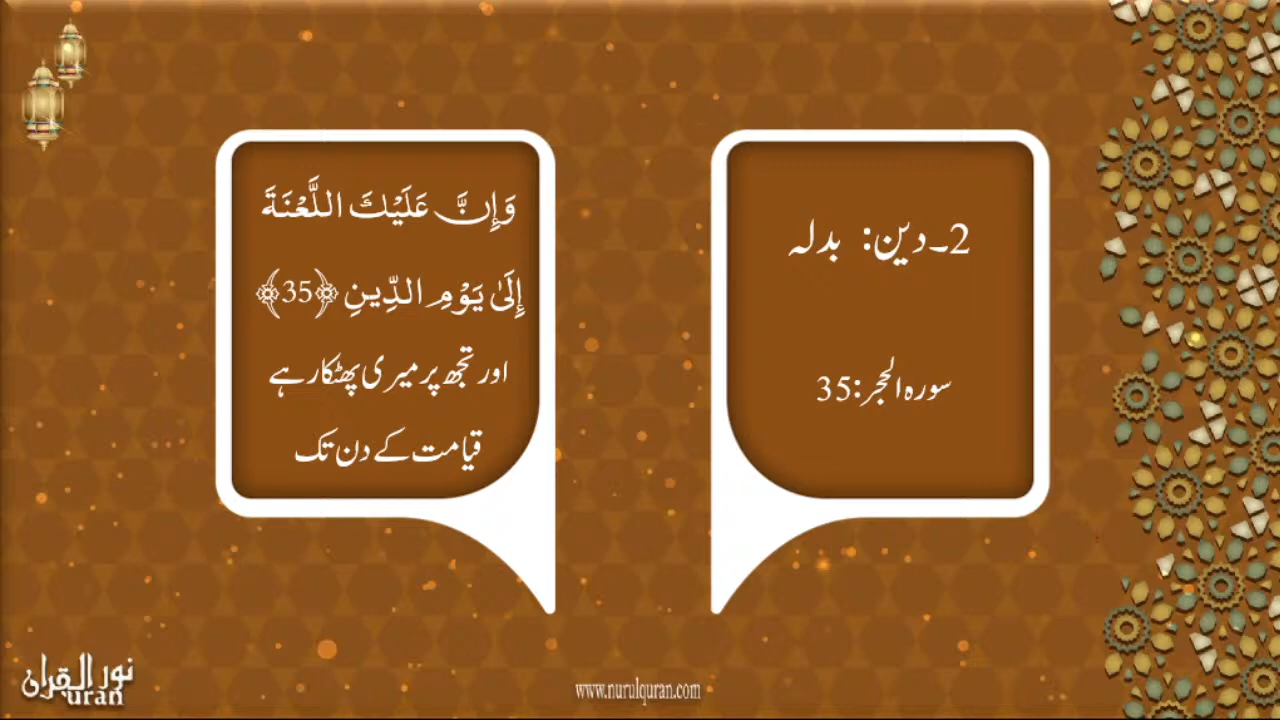 2۔دین: بدلہ
سورہ الحجر:35
وَإِنَّ عَلَيْكَ اللَّعْنَةَ
إِلَىٰ يَوْمِ الدِّينِ ﴿35﴾
اور تجھ پر میری پھٹکار ہے
قیامت کے دن تک
نور القرآن
uran
www.nurulquran.com